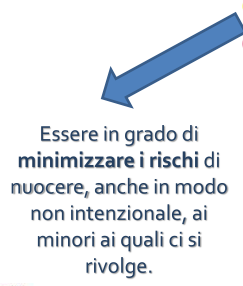 Essere in grado di
minimizzare i rischi di
nuocere, anche in modo
non intenzionale, ai
minori ai quali ci si
rivolge.